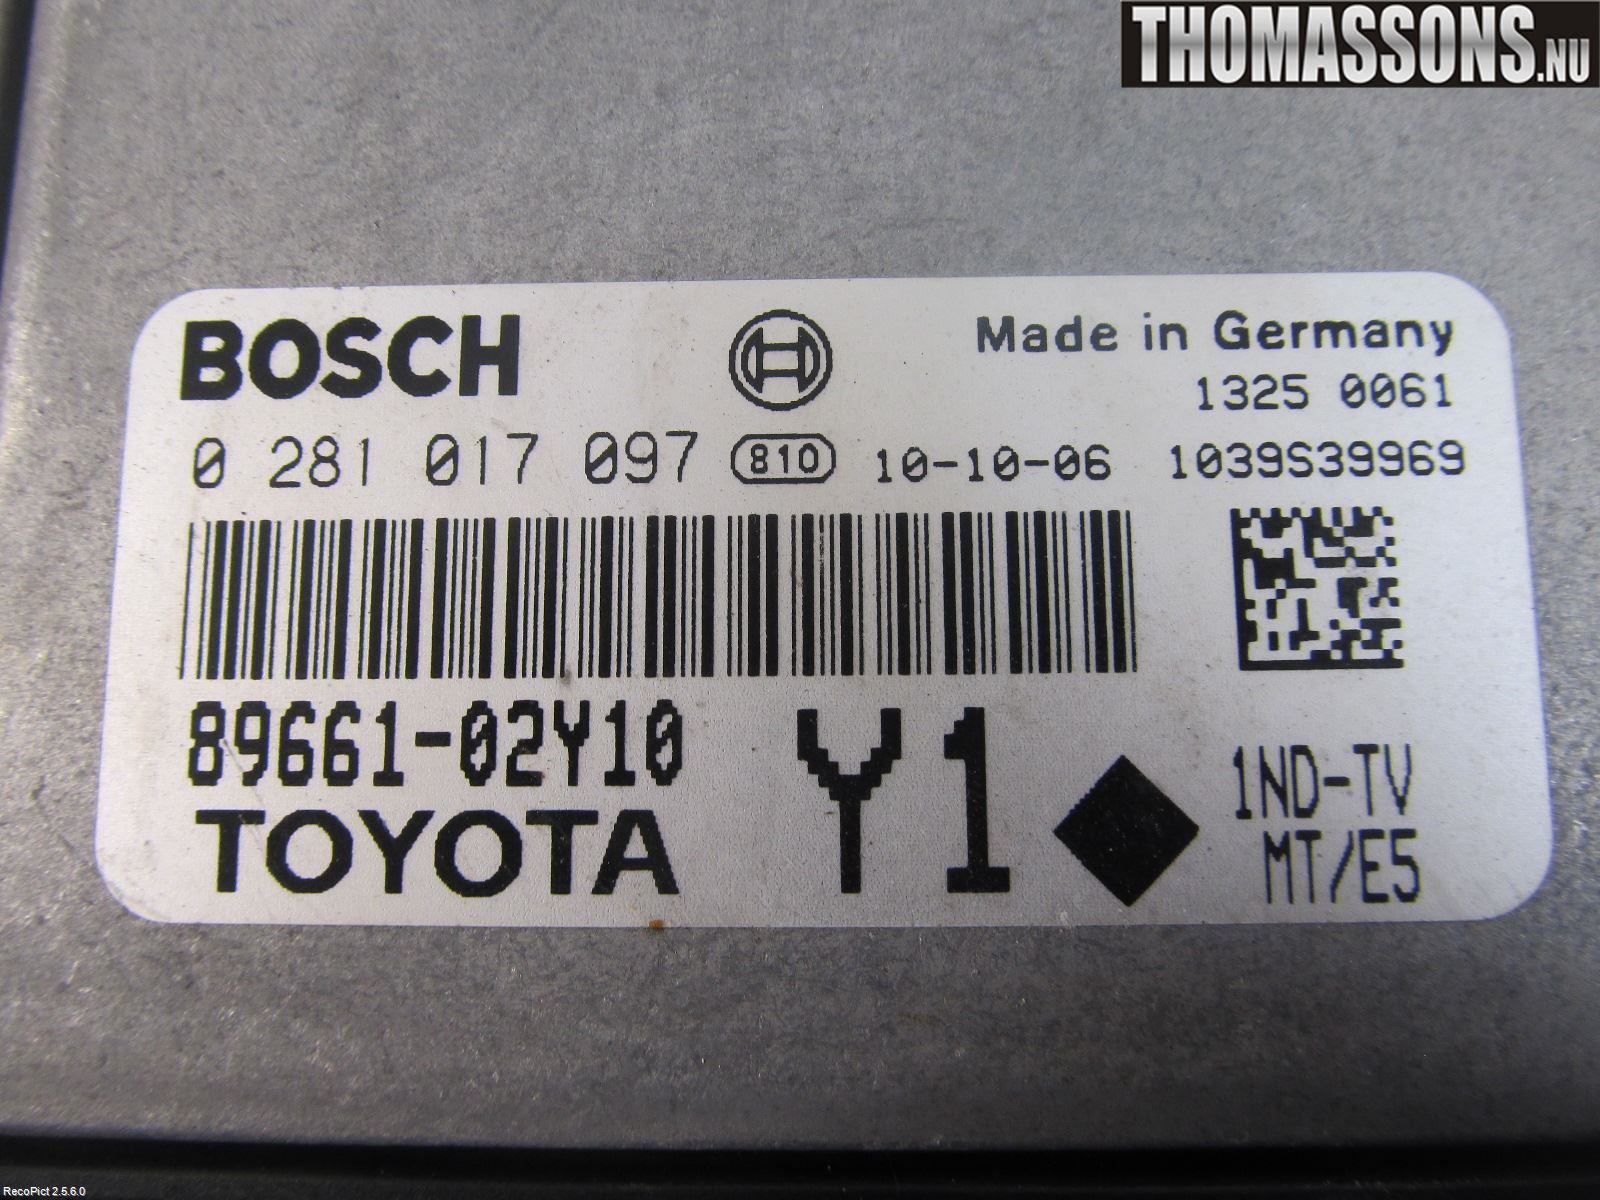 THOMASSONS.NU
BOSCH
Made in Germany
1325 0061
0 281 017 097 810 10-10-06 1039S39969
89661-02Y10
TOYOTA
Y1
1ND-TV
MT/E5
RecoPict 2.5.6.0